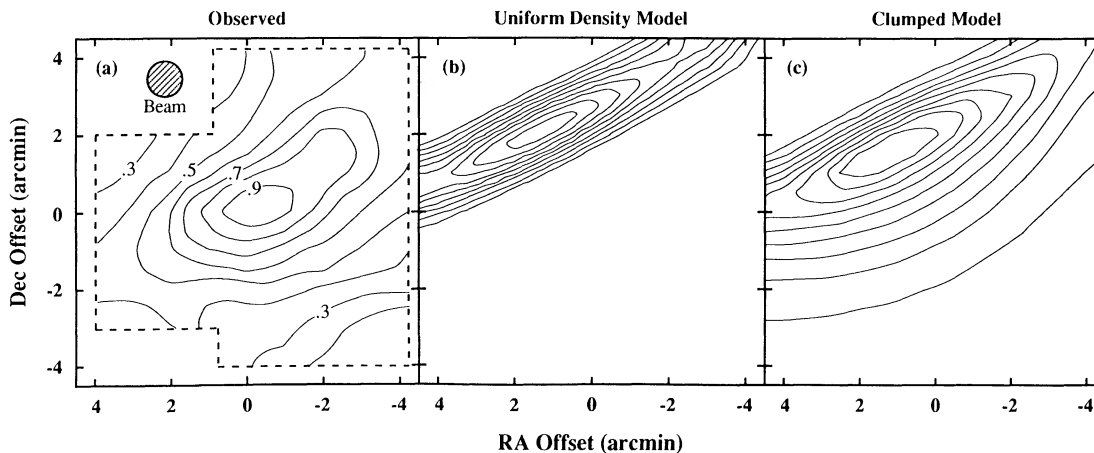 Observed
Uniform Density Model
Clumped Model
(a)
Beam
.3
.5
.7
.9
.3
(b)
(c)
4
2
0
-2
-4
Dec Offset (arcmin)
4 2 0 -2 -4
4 2 0 -2 -4
4 2 0 -2 -4
RA Offset (arcmin)